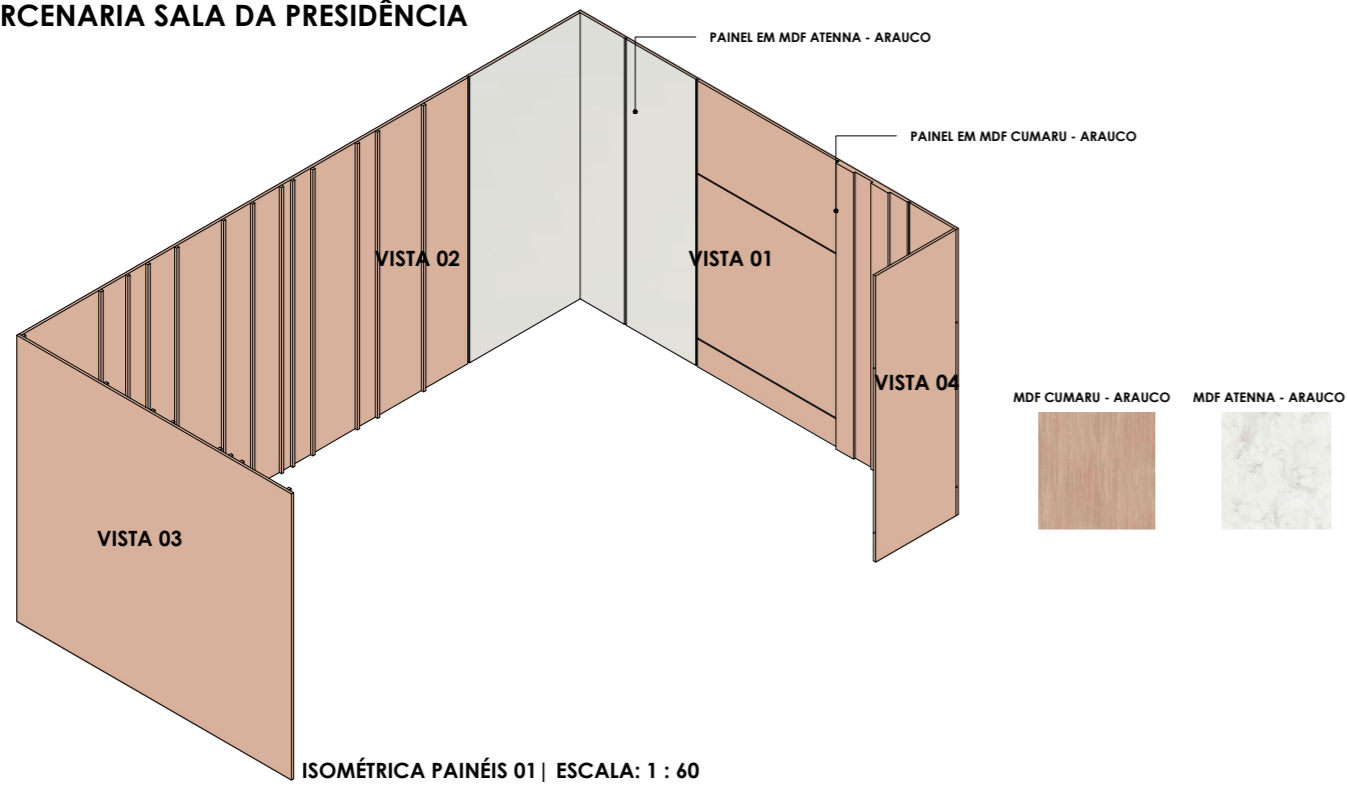 RCENARIA SALA DA PRESIDÊNCIA
PAINEL EM MDF ATENNA - ARAUCO
PAINEL EM MDF CUMARU - ARAUCO
VISTA 02
VISTA 01
VISTA 04
MDF CUMARU - ARAUCO
MDF ATENNA - ARAUCO
VISTA 03
ISOMÉTRICA PAINÉIS 01| ESCALA: 1 : 60